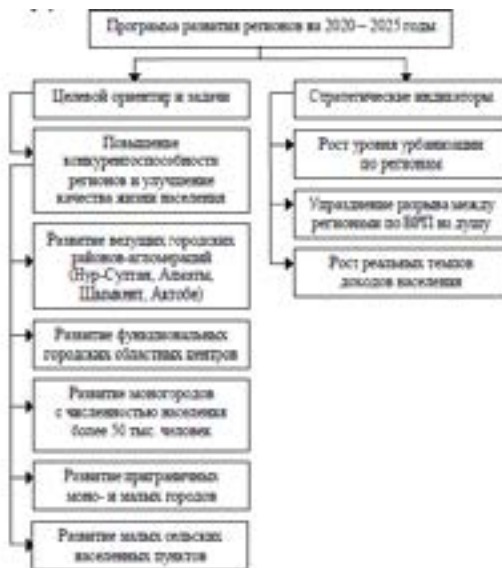 Программа развития регионов на 2020 – 2025 годы
Целевой ориентир и задачи
Повышение
конкурентоспособности
регионов и улучшение
качества жизни населения
Развитие ведущих городских
районов-агломераций
(Нур-Султан, Алматы,
Шымкент, Актобе)
Развитие функциональных
городских областных центров
Развитие моногородов
с численностью населения
более 50 тыс. человек
Развитие приграничных
моно- и малых городов
Развитие малых сельских
населенных пунктов
Стратегические индикаторы
Рост уровня урбанизации
по регионам
Упразднение разрыва между
регионами по ВРП на душу
Рост реальных темпов
доходов населения